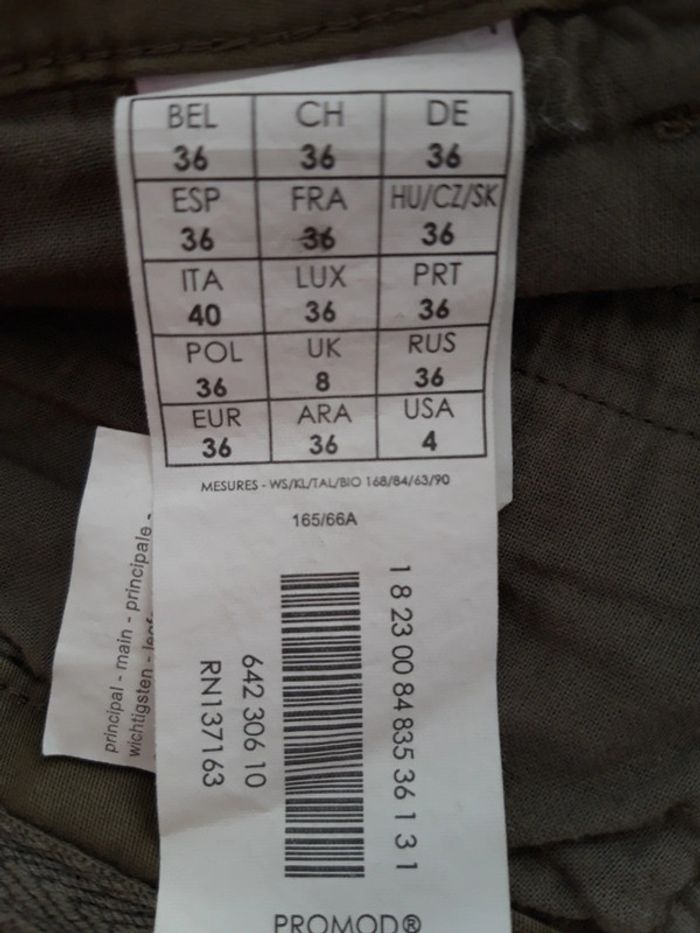 BEL CH DE
36 36 36
ESP FRA HU/CZ/SK
36 36 36
ITA LUX PRT
40 36 36
POL UK RUS
36 8 36
EUR ARA USA
36 36 4
MESURES - WS/KL/TAL/BIO 168/84/63/90
165/66A
1 8 23 00 84 835 36 1 3 1
642 306 10
RN137163
PROMOD®
principal - main - principale -
wichtigsten -